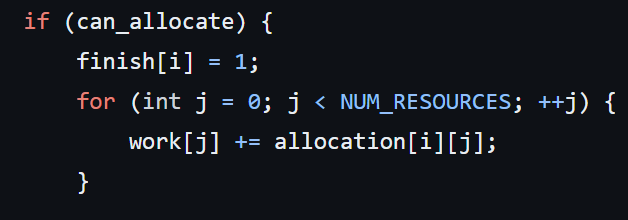 if (can_allocate) {
    finish[i] = 1;
    for (int j = 0; j < NUM_RESOURCES; ++j) {
        work[j] += allocation[i][j];
    }